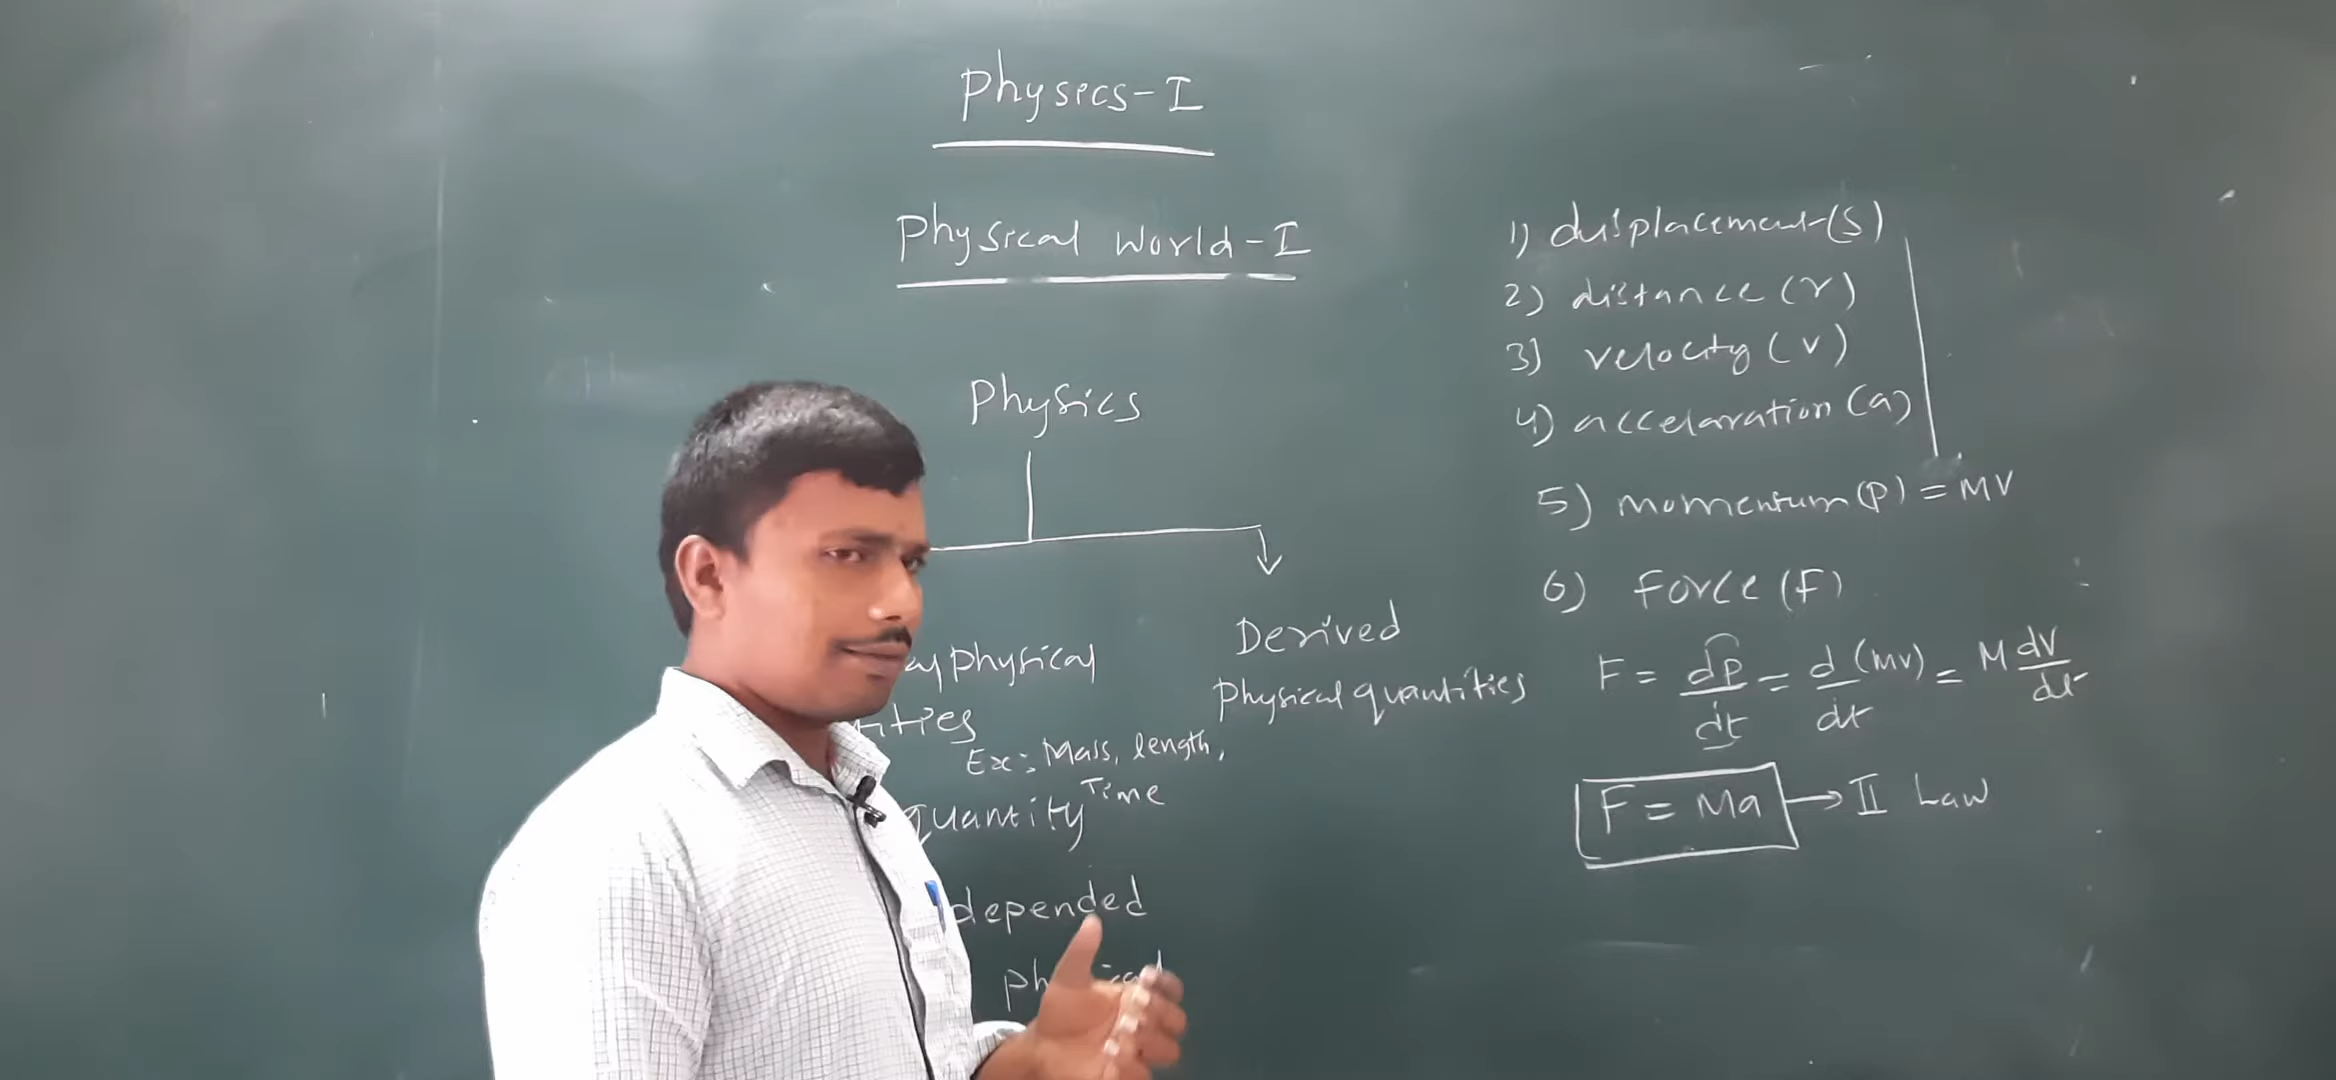 Physics-I
Physical World-I
Physics
physical
Ex: Mass, length,
Time
quantity
depended
Derived
Physical quantities
1) displacement(S)
2) distance (r)
3) velocity (v)
4) accelaration (a)
5) momentum (P) = MV
6) Force (F)
F = dp/dt = d/dt (mv) = M dV/dt
F = Ma → II Law